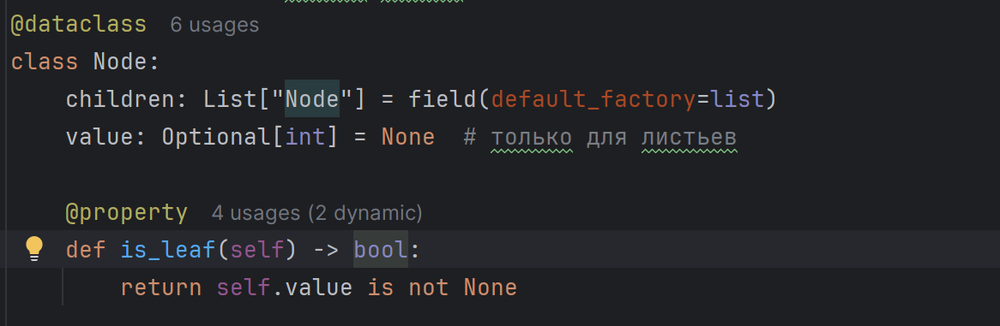 @dataclass 6 usages
class Node:
    children: List["Node"] = field(default_factory=list)
    value: Optional[int] = None  # только для листьев
    @property 4 usages (2 dynamic)
    def is_leaf(self) -> bool:
        return self.value is not None